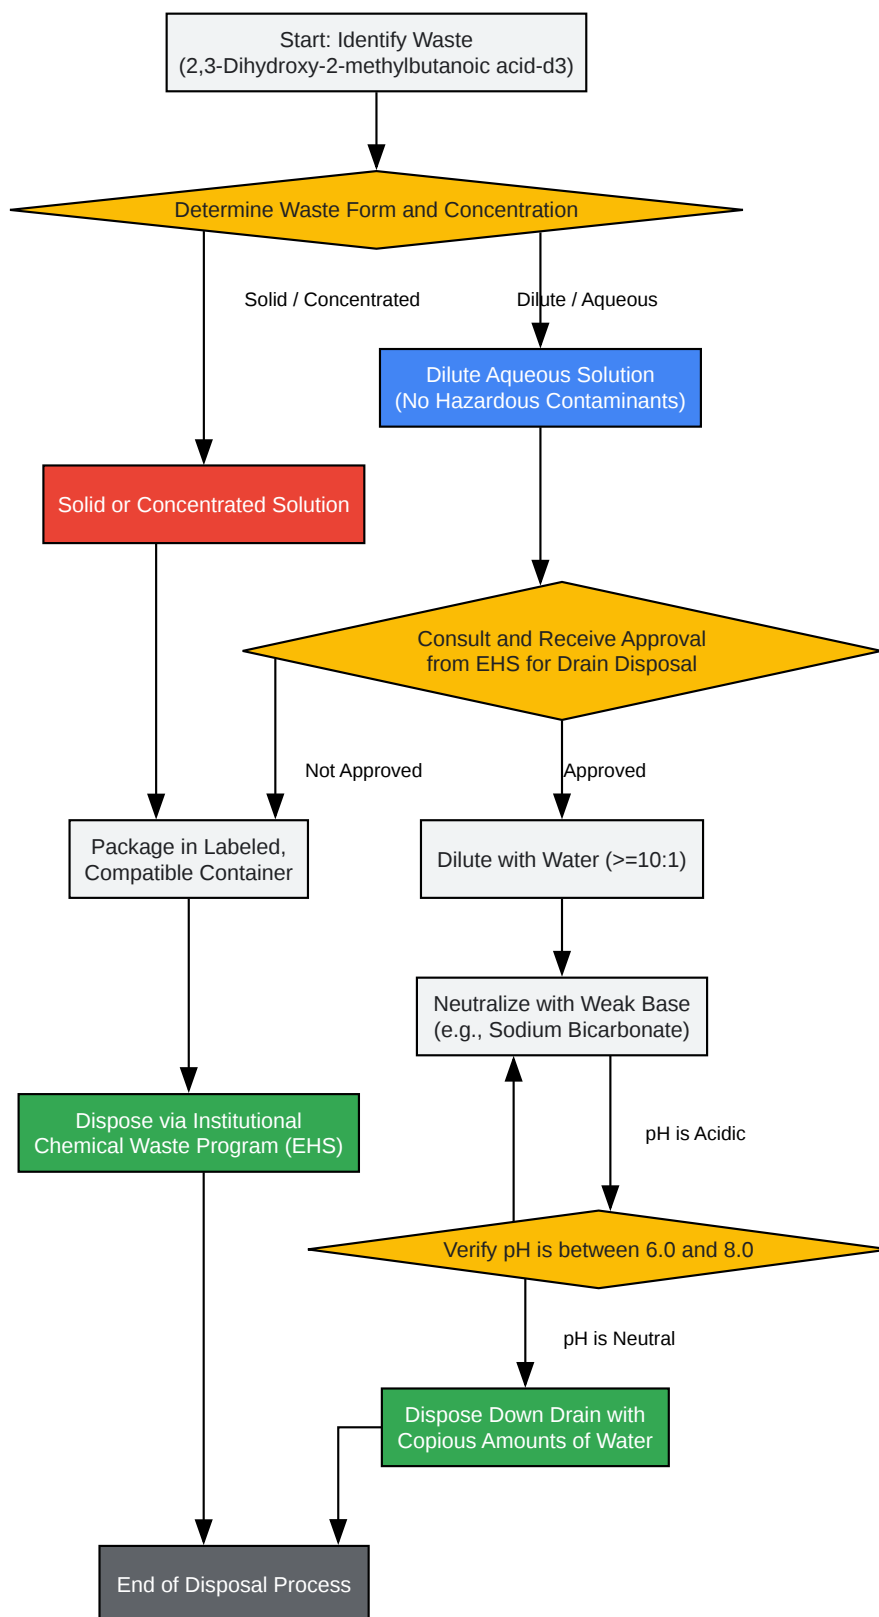 Start: Identify Waste
(2,3-Dihydroxy-2-methylbutanoic acid-d3)
Determine Waste Form and Concentration
Solid / Concentrated
Dilute / Aqueous
Dilute Aqueous Solution
(No Hazardous Contaminants)
Solid or Concentrated Solution
Consult and Receive Approval
from EHS for Drain Disposal
Not Approved
Approved
Package in Labeled,
Compatible Container
Dilute with Water (>=10:1)
Neutralize with Weak Base
(e.g., Sodium Bicarbonate)
Dispose via Institutional
Chemical Waste Program (EHS)
pH is Acidic
Verify pH is between 6.0 and 8.0
pH is Neutral
Dispose Down Drain with
Copious Amounts of Water
End of Disposal Process